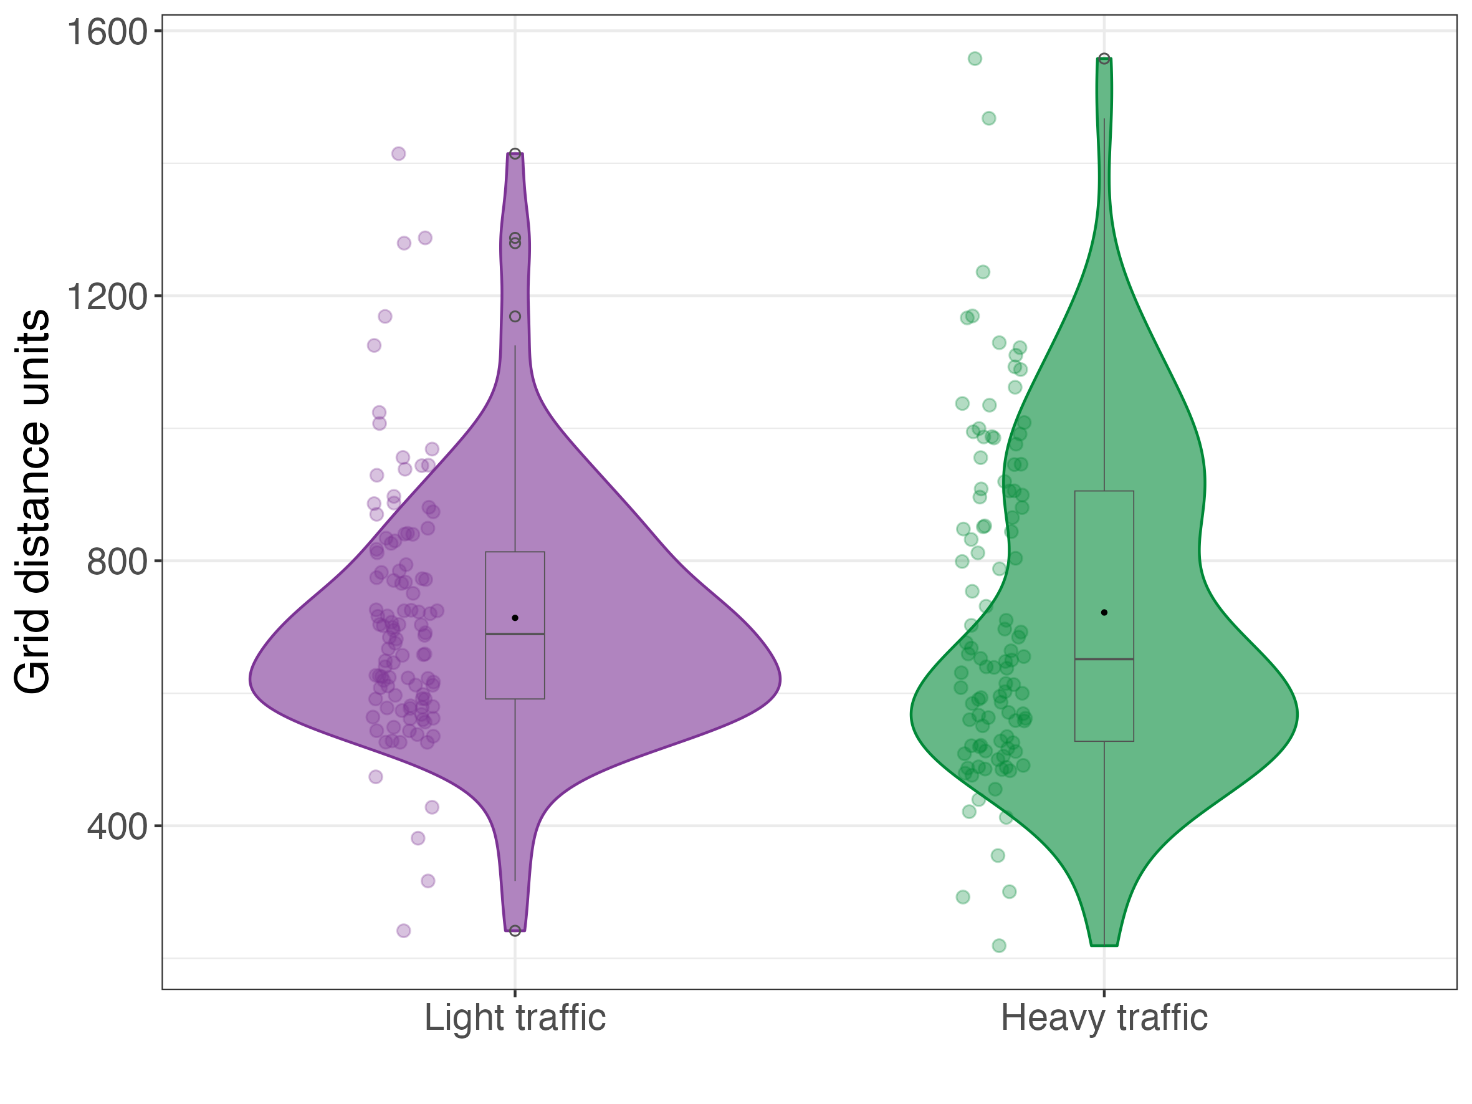 Grid distance units
1600
1200
800
400
Light traffic
Heavy traffic